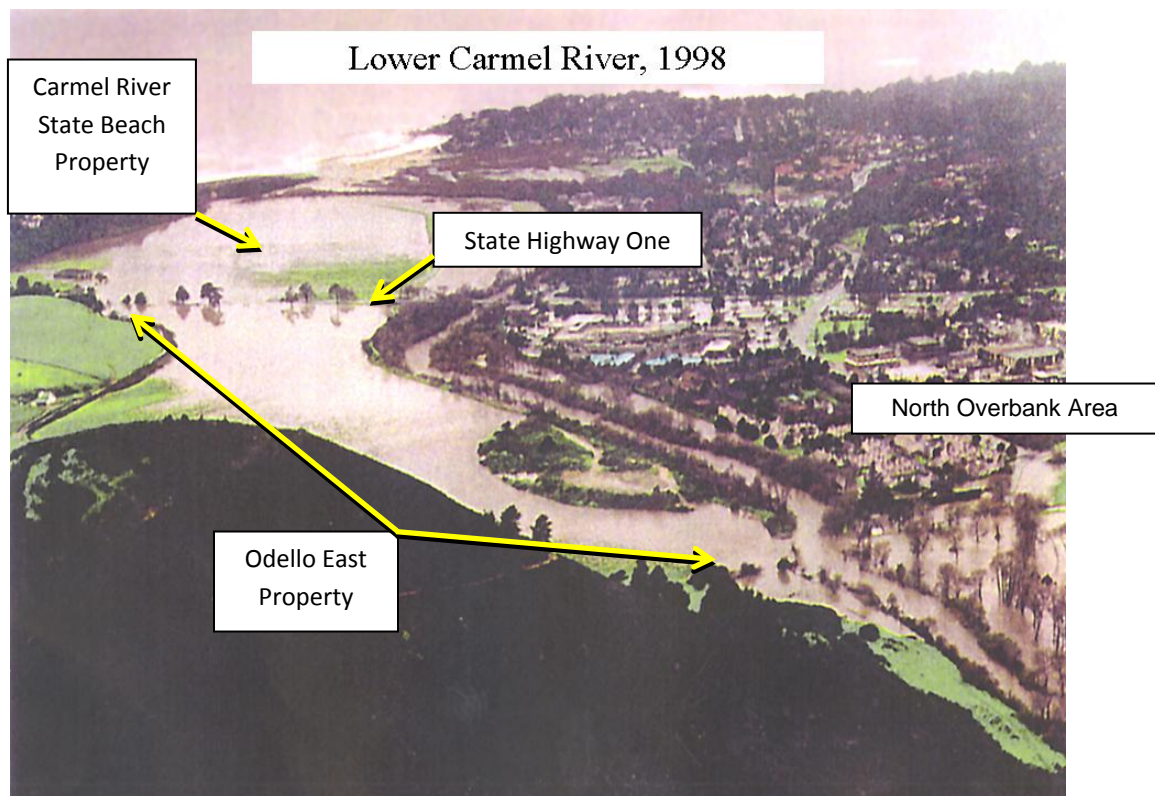 Lower Carmel River, 1998
Carmel River
State Beach
Property
State Highway One
North Overbank Area
Odello East
Property